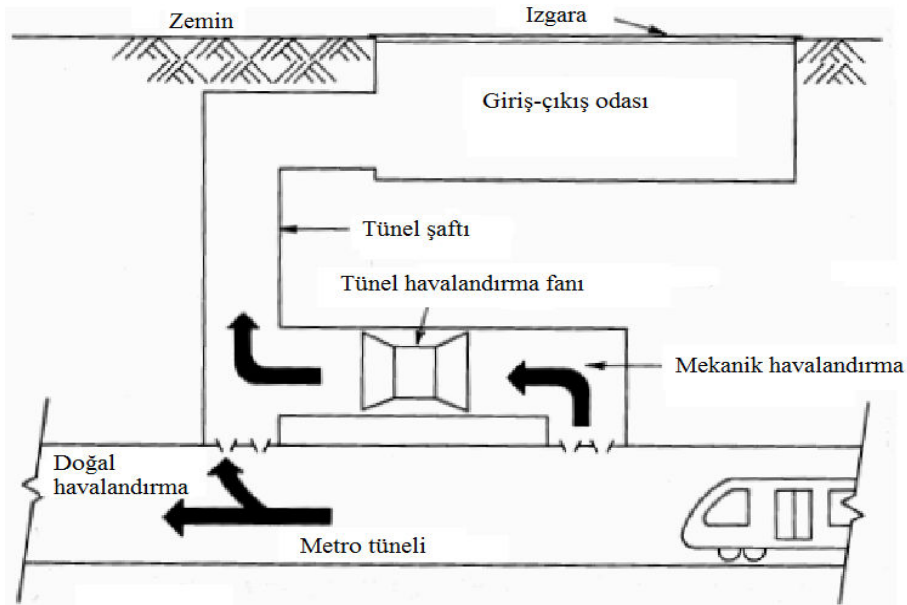 Zemin
Izgara
Giriş-çıkış odası
Tünel şaftı
Tünel havalandırma fanı
Mekanik havalandırma
Doğal
havalandırma
Metro tüneli